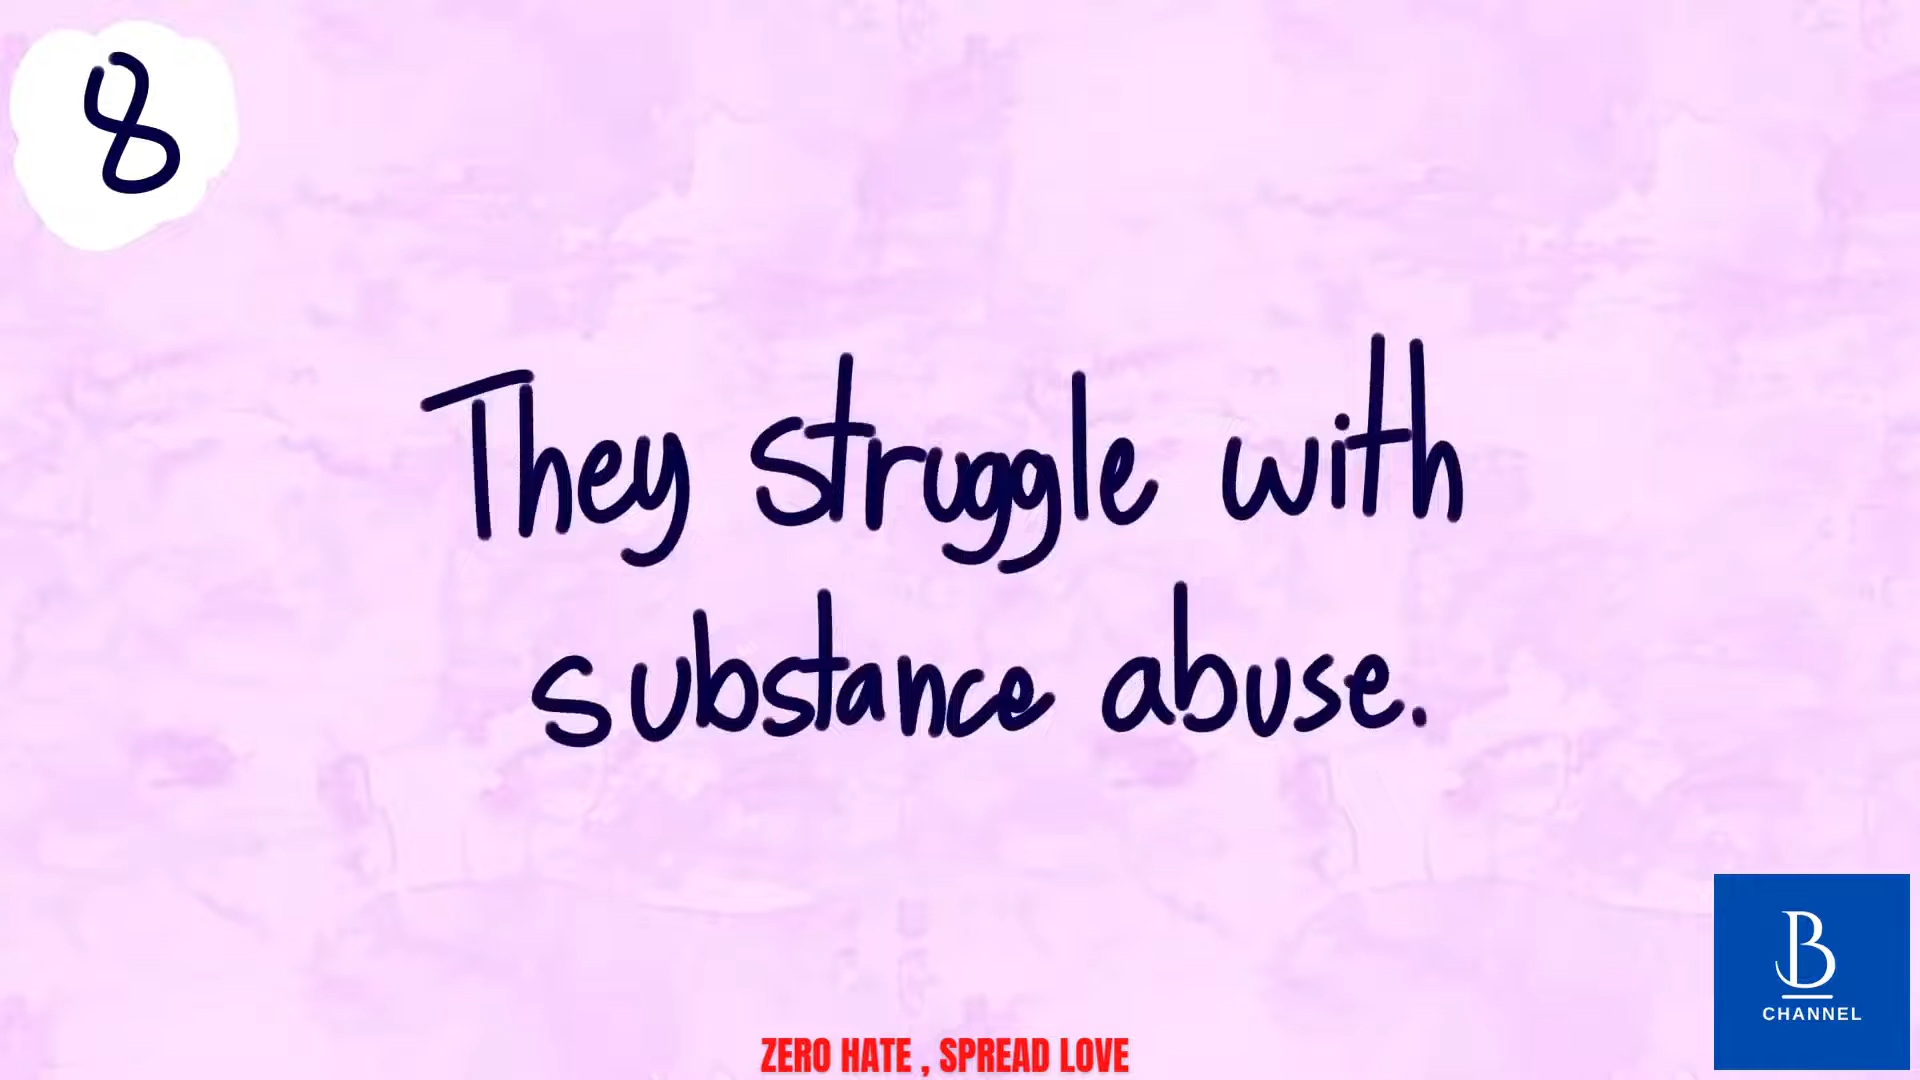 8
They struggle with
substance abuse.
B
CHANNEL
ZERO HATE , SPREAD LOVE